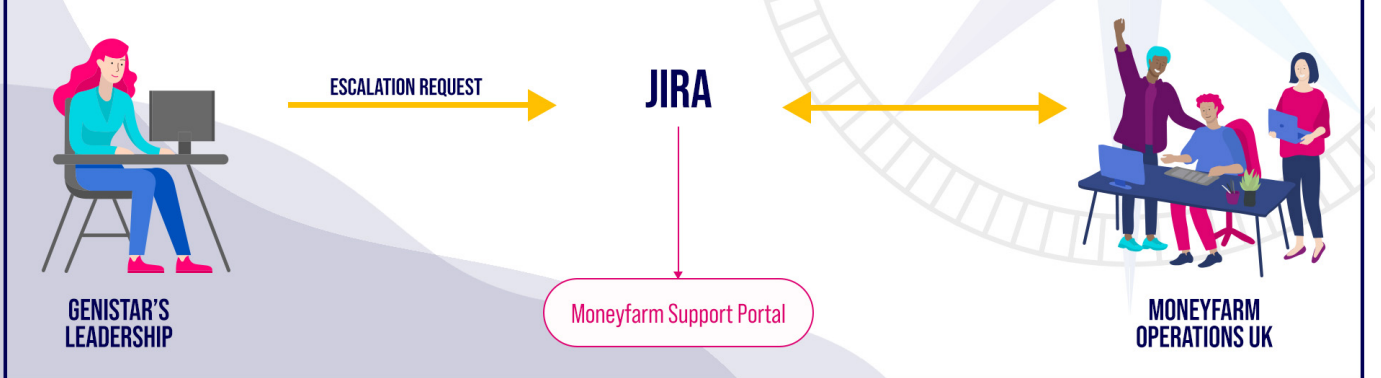 ESCALATION REQUEST
JIRA
GENISTAR'S
LEADERSHIP
Moneyfarm Support Portal
MONEYFARM
OPERATIONS UK